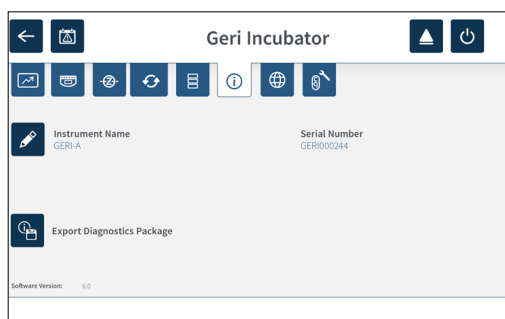 Geri Incubator
Instrument Name
GERI-A
Serial Number
GERI000244
Export Diagnostics Package
Software Version: 6.0